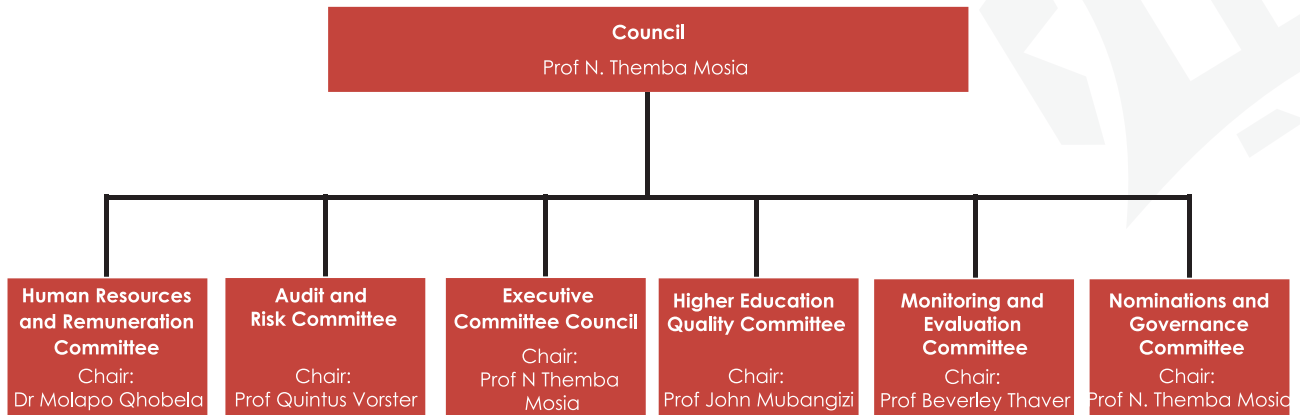 Council
Prof N. Themba Mosia
Human Resources
and Remuneration
Committee
Chair:
Dr Molapo Qhobela
Audit and
Risk Committee
Chair:
Prof Quintus Vorster
Executive
Committee Council
Chair:
Prof N Themba
Mosia
Higher Education
Quality Committee
Chair:
Prof John Mubangizi
Monitoring and
Evaluation
Committee
Chair:
Prof Beverley Thaver
Nominations and
Governance
Committee
Chair:
Prof N. Themba Mosia